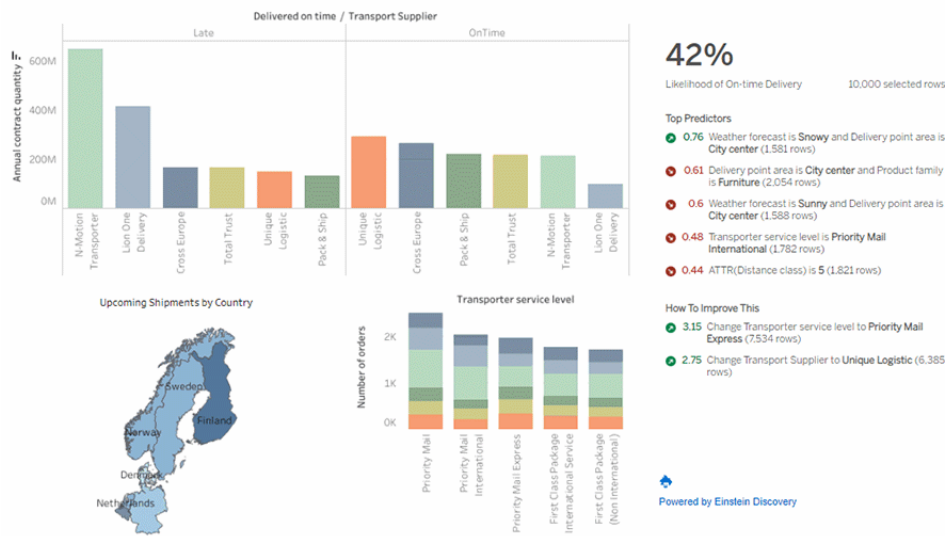 Delivered on time / Transport Supplier
Late
OnTime
Annual contract quantity
600M
400M
200M
0M
N-Motion
Transporter
Lion One
Delivery
Cross Europe
Total Trust
Unique
Logistic
Pack & Ship
Unique
Logistic
Cross Europe
Pack & Ship
Total Trust
N-Motion
Transporter
Lion One
Delivery
Upcoming Shipments by Country
Sweden
Finland
Norway
Denmark
Netherlands
Transporter service level
Number of orders
2K
1K
0K
Priority Mail
Priority Mail
International
Priority Mail Express
First Class Package
International Service
First Class Package
(Non International)
42%
Likelihood of On-time Delivery
10,000 selected rows
Top Predictors
0.76 Weather forecast is Snowy and Delivery point area is
City center (1,581 rows)
0.61 Delivery point area is City center and Product family
is Furniture (2,054 rows)
0.6 Weather forecast is Sunny and Delivery point area is
City center (1,588 rows)
0.48 Transporter service level is Priority Mail
International (1,782 rows)
0.44 ATTR(Distance class) is 5 (1,821 rows)
How To Improve This
3.15 Change Transporter service level to Priority Mail
Express (7,534 rows)
2.75 Change Transport Supplier to Unique Logistic (6,385
rows)
Powered by Einstein Discovery